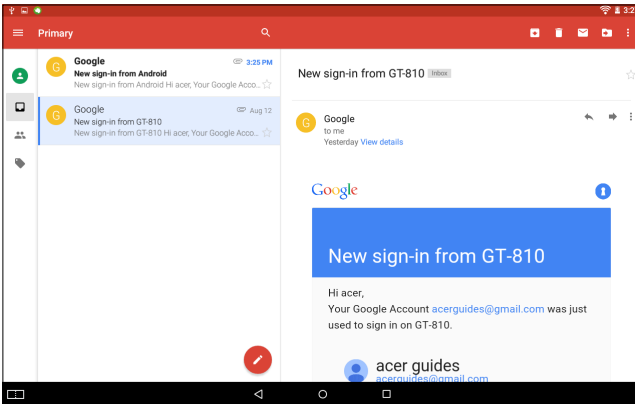 3:2
Primary
Google
3:25 PM
New sign-in from Android
New sign-in from Android Hi acer, Your Google Acco...
G
Google
Aug 12
New sign-in from GT-810
New sign-in from GT-810 Hi acer, Your Google Acco...
G
New sign-in from GT-810 Inbox
G
Google
to me
Yesterday View details
Google
New sign-in from GT-810
Hi acer,
Your Google Account acerguides@gmail.com was just
used to sign in on GT-810.
acer guides
acerguides@gmail.com